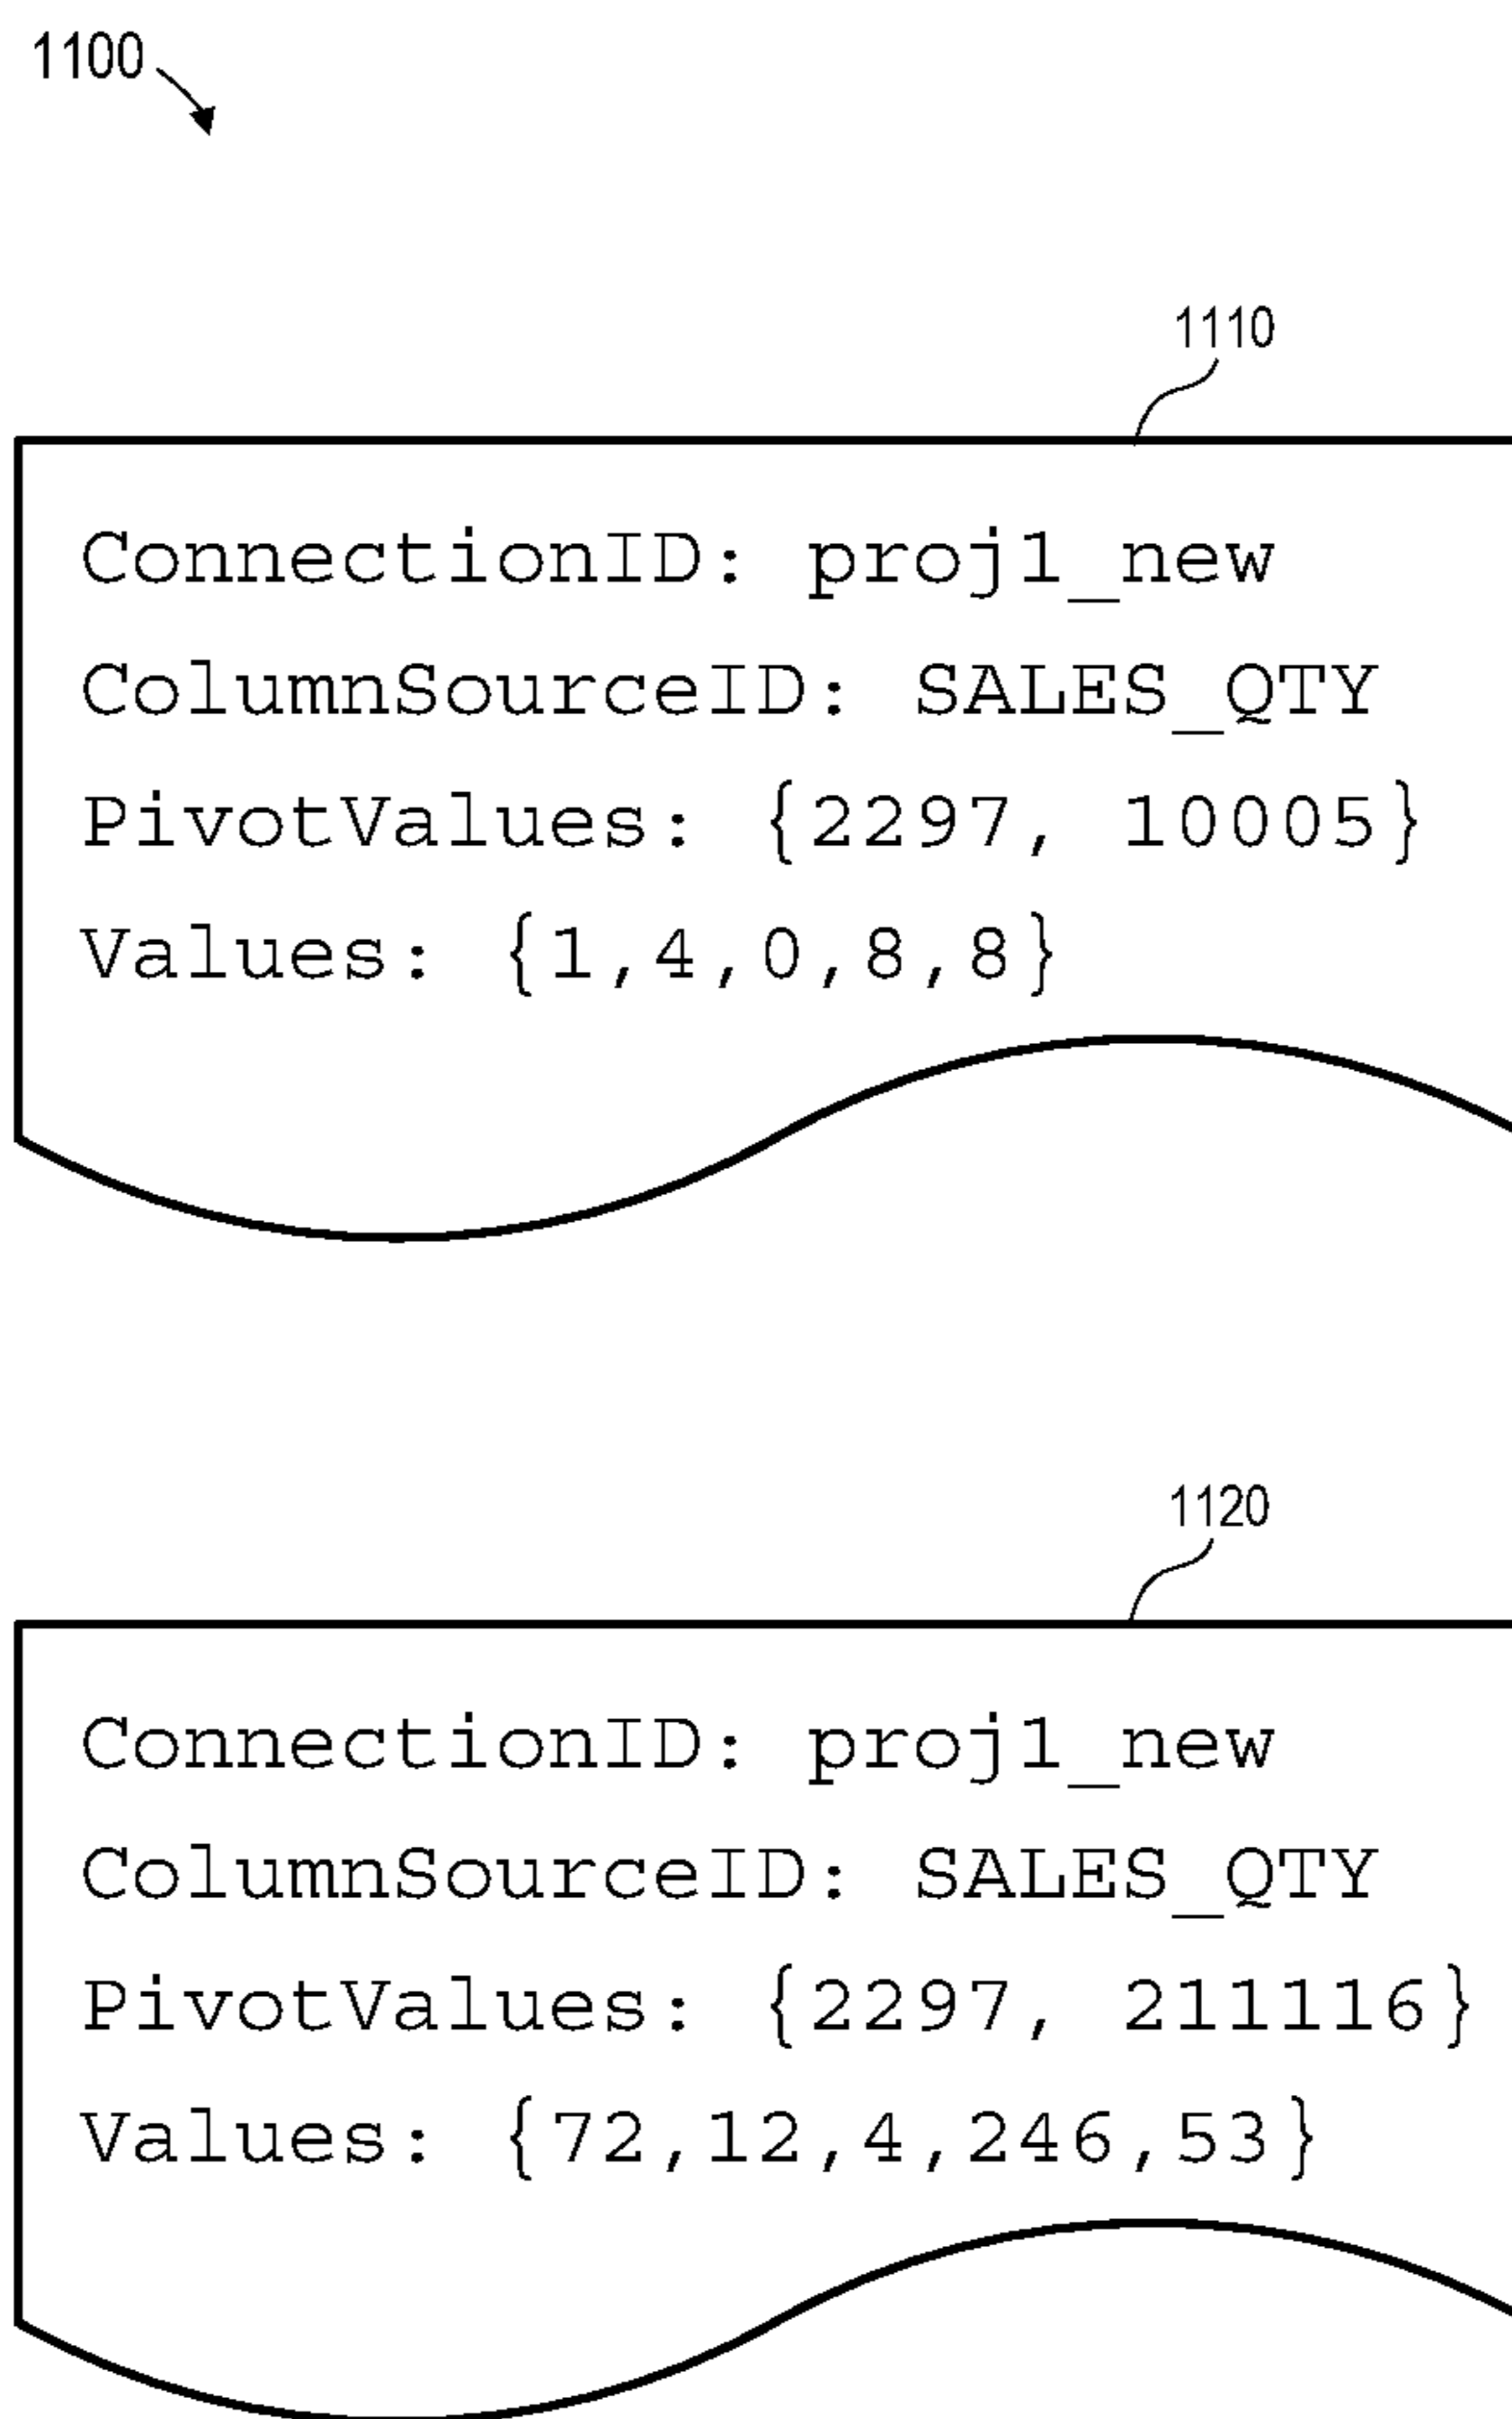 1100
1110
ConnectionID: proj1_new
ColumnSourceID: SALES_QTY
PivotValues: {2297, 10005}
Values: {1,4,0,8,8}
1120
ConnectionID: proj1_new
ColumnSourceID: SALES_QTY
PivotValues: {2297, 211116}
Values: {72,12,4,246,53}